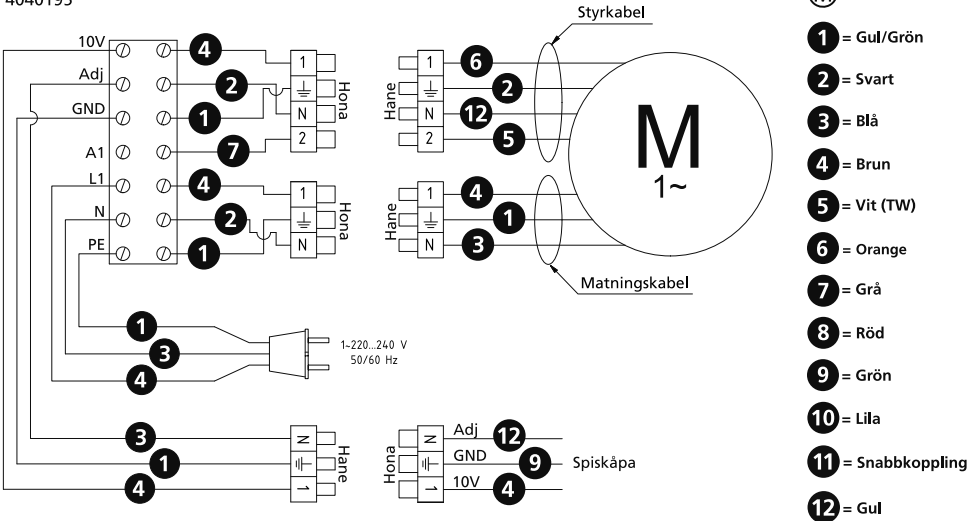 4040195
Styrkabel
10V
Adj
GND
A1
L1
N
PE
4
2
1
7
4
2
1
1
⏚
N
2
Hona
1
⏚
N
Hona
Hane
1
⏚
N
2
6
2
12
5
Hane
1
⏚
N
4
1
3
M
1~
Matningskabel
1
3
4
1~220...240 V
50/60 Hz
3
1
4
N
⏚
1
Hane
Hona
N
⏚
1
Adj 12
GND 9 Spiskåpa
10V 4
1 = Gul/Grön
2 = Svart
3 = Blå
4 = Brun
5 = Vit (TW)
6 = Orange
7 = Grå
8 = Röd
9 = Grön
10 = Lila
11 = Snabbkoppling
12 = Gul